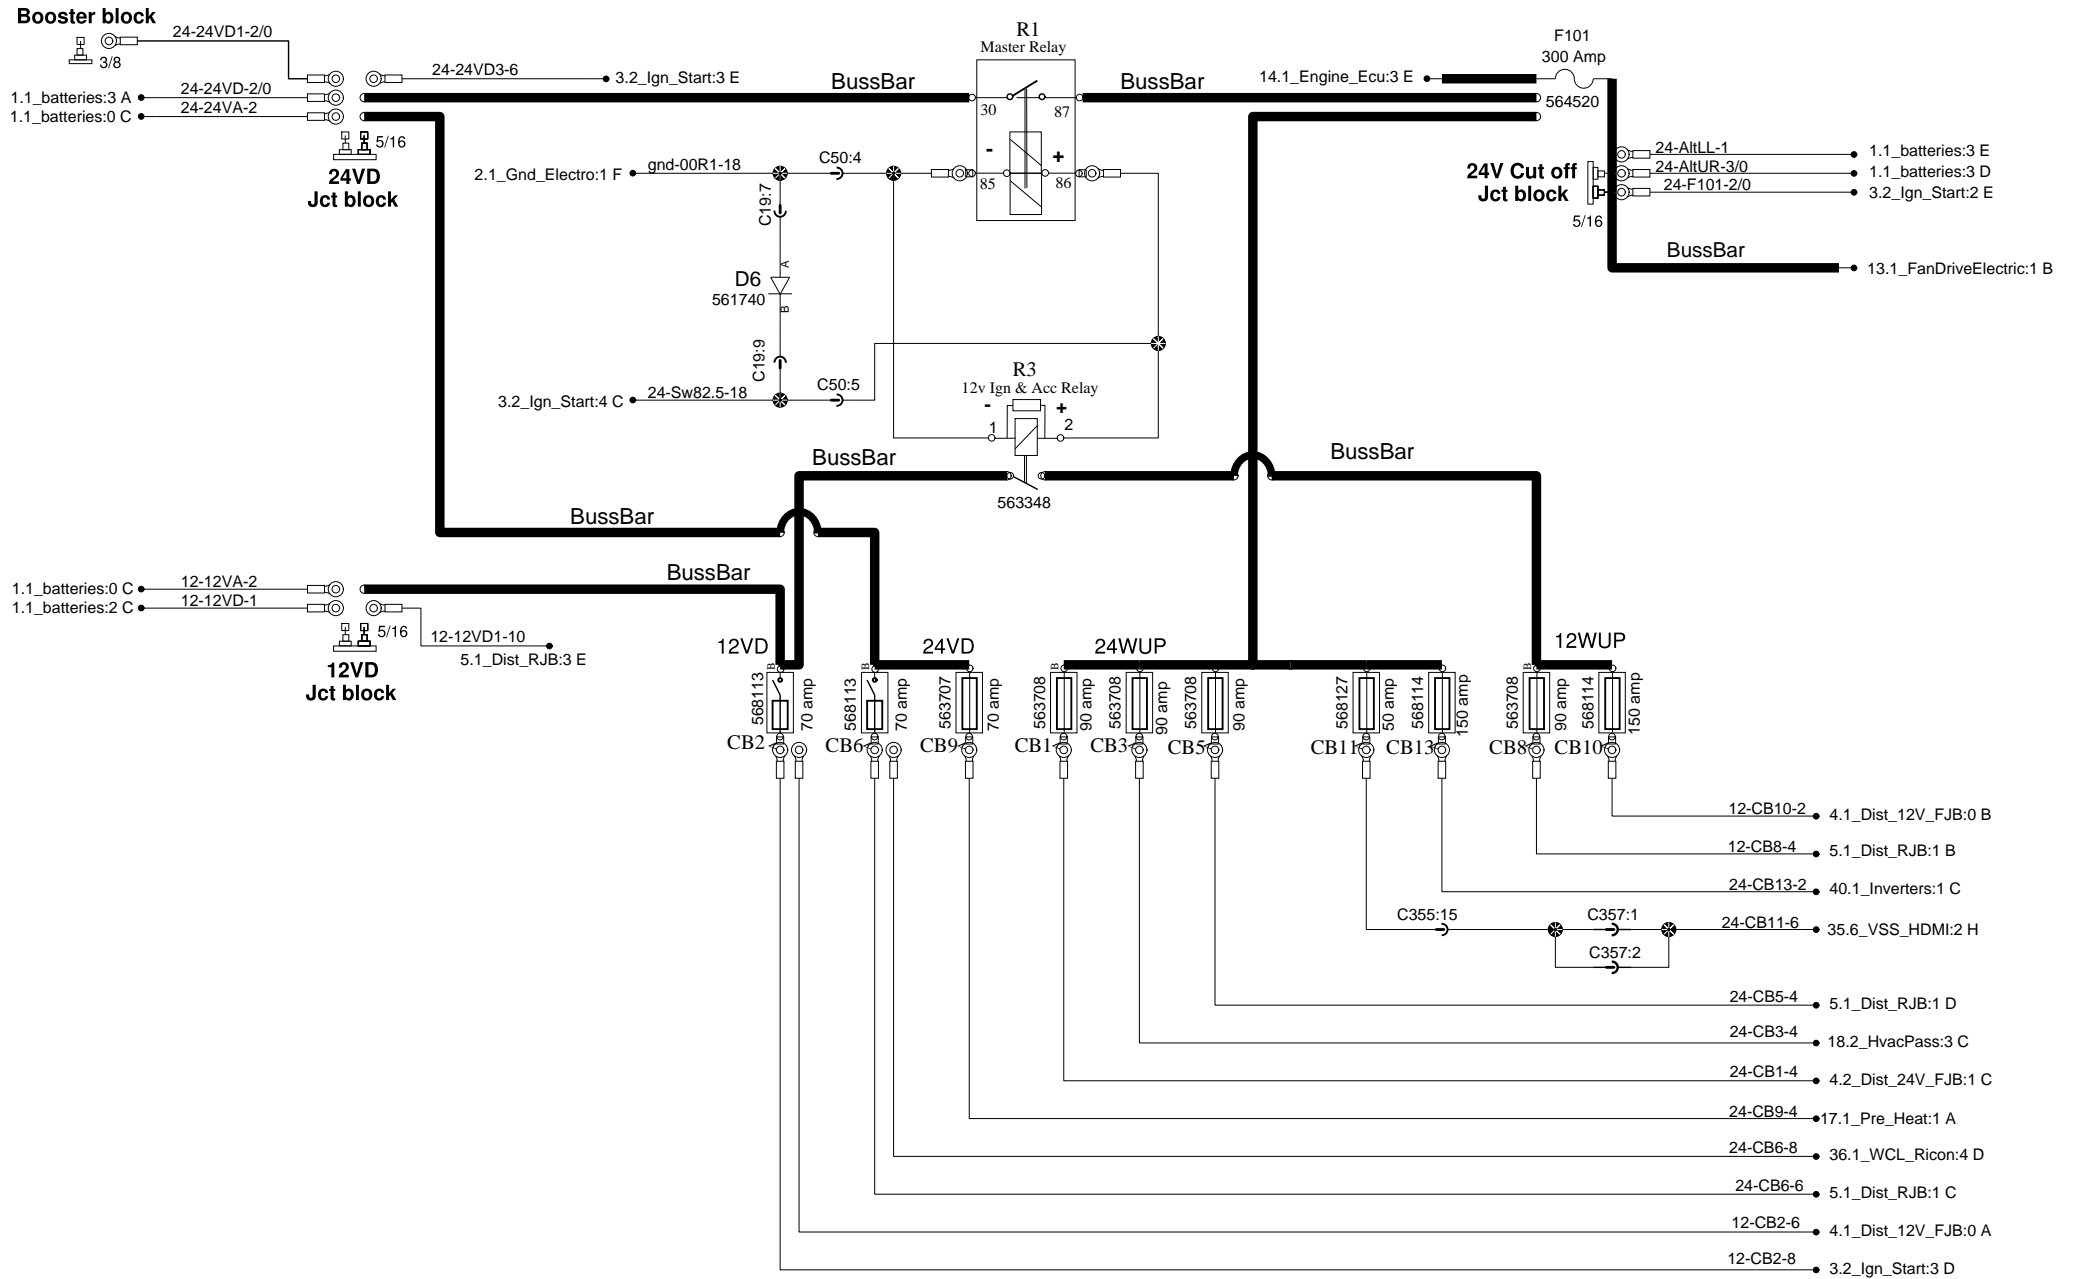 Booster block
24-24VD1-2/0
3/8
24-24VD3-6
3.2_Ign_Start:3 E
1.1_batteries:3 A
24-24VD-2/0
1.1_batteries:0 C
24-24VA-2
5/16
24VD
Jct block
BussBar
R1
Master Relay
30
87
-
+
85
86
BussBar
14.1_Engine_Ecu:3 E
F101
300 Amp
564520
24-AltLL-1
1.1_batteries:3 E
24-AltUR-3/0
1.1_batteries:3 D
24-F101-2/0
3.2_Ign_Start:2 E
24V Cut off
Jct block
5/16
BussBar
13.1_FanDriveElectric:1 B
2.1_Gnd_Electro:1 F
gnd-00R1-18
C50:4
C19:7
A
D6
561740
B
C19:9
3.2_Ign_Start:4 C
24-Sw82.5-18
C50:5
R3
12v Ign & Acc Relay
-
+
1
2
563348
BussBar
BussBar
BussBar
BussBar
1.1_batteries:0 C
12-12VA-2
1.1_batteries:2 C
12-12VD-1
5/16
12-12VD1-10
5.1_Dist_RJB:3 E
12VD
Jct block
12VD
24VD
24WUP
12WUP
B
568113
70 amp
CB2
B
568113
70 amp
CB6
563707
70 amp
CB9
B
563708
90 amp
CB1
563708
90 amp
CB3
563708
90 amp
CB5
568127
50 amp
CB11
568114
150 amp
CB13
B
563708
90 amp
CB8
568114
150 amp
CB10
12-CB10-2
4.1_Dist_12V_FJB:0 B
12-CB8-4
5.1_Dist_RJB:1 B
24-CB13-2
40.1_Inverters:1 C
C355:15
C357:1
C357:2
24-CB11-6
35.6_VSS_HDMI:2 H
24-CB5-4
5.1_Dist_RJB:1 D
24-CB3-4
18.2_HvacPass:3 C
24-CB1-4
4.2_Dist_24V_FJB:1 C
24-CB9-4
17.1_Pre_Heat:1 A
24-CB6-8
36.1_WCL_Ricon:4 D
24-CB6-6
5.1_Dist_RJB:1 C
12-CB2-6
4.1_Dist_12V_FJB:0 A
12-CB2-8
3.2_Ign_Start:3 D